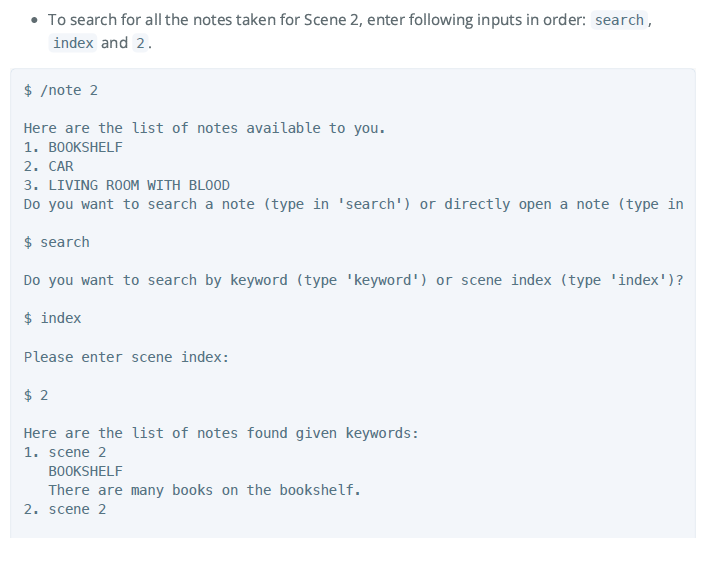 To search for all the notes taken for Scene 2, enter following inputs in order: search,
index and 2.
$ /note 2
Here are the list of notes available to you.
1. BOOKSHELF
2. CAR
3. LIVING ROOM WITH BLOOD
Do you want to search a note (type in 'search') or directly open a note (type in
$ search
Do you want to search by keyword (type 'keyword') or scene index (type 'index')?
$ index
Please enter scene index:
$ 2
Here are the list of notes found given keywords:
1. scene 2
BOOKSHELF
There are many books on the bookshelf.
2. scene 2